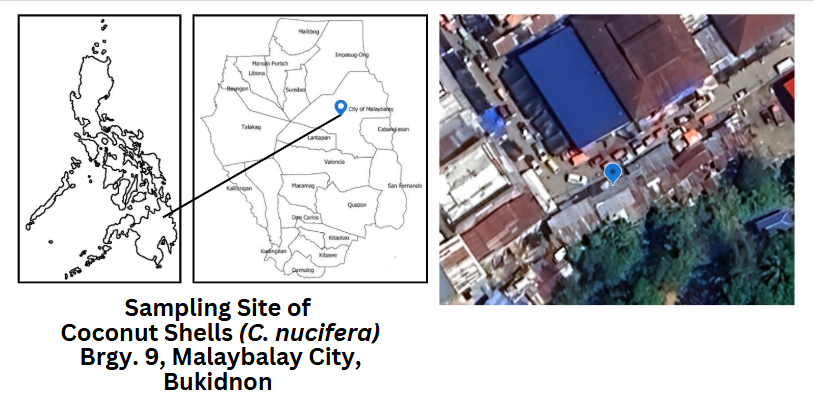 Malitbog
Impasug-Ong
Manolo Fortich
Libona
Baungon
Sumilao
City of Malaybalay
Talakag
Cabanglasan
Lantapan
Valencia
Kalilangan
Maramag
San Fernando
Quezon
Don Carlos
Kitaotao
Kadingilan
Kibawe
Damulog
Sampling Site of
Coconut Shells (C. nucifera)
Brgy. 9, Malaybalay City,
Bukidnon